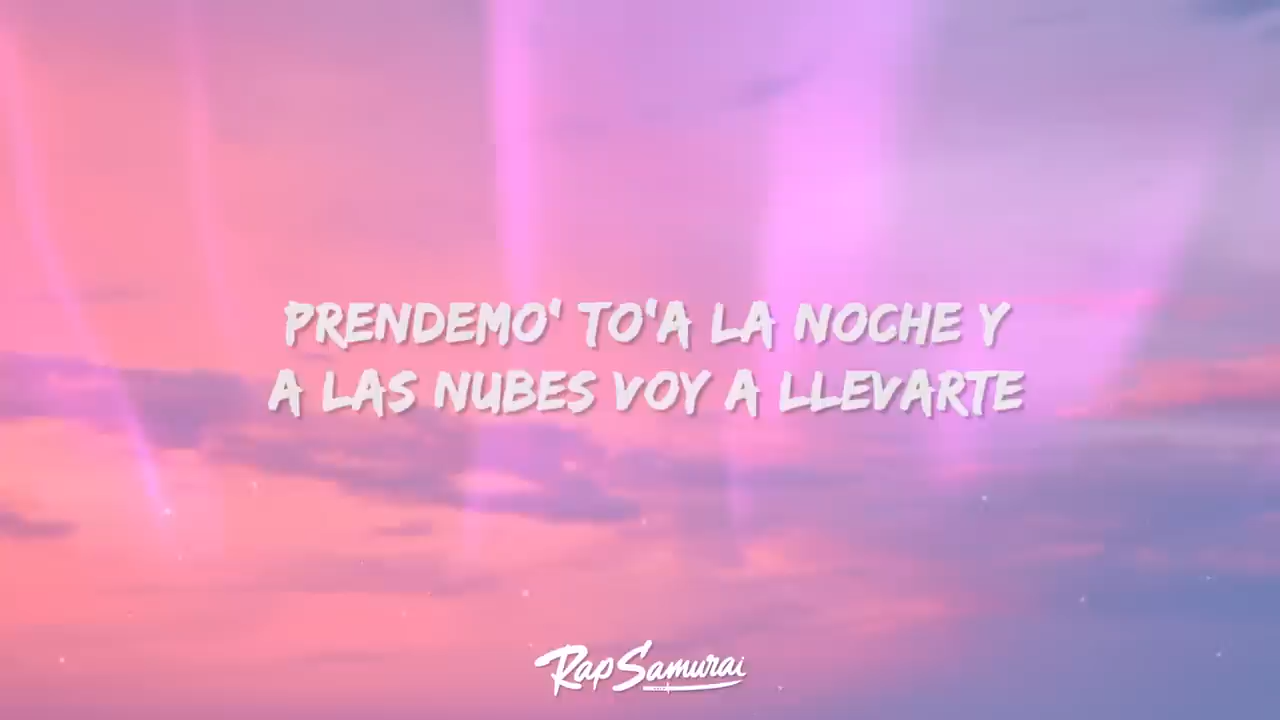 PRENDEMO' TO'A LA NOCHE Y
A LAS NUBES VOY A LLEVARTE
RapSamurai